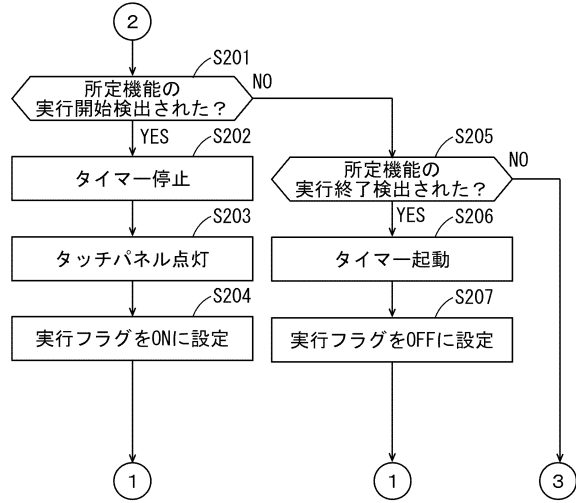 2
S201
所定機能の
実行開始検出された？
NO
YES
S202
タイマー停止
S203
タッチパネル点灯
S204
実行フラグをONに設定
1
S205
所定機能の
実行終了検出された？
NO
YES
S206
タイマー起動
S207
実行フラグをOFFに設定
1
3